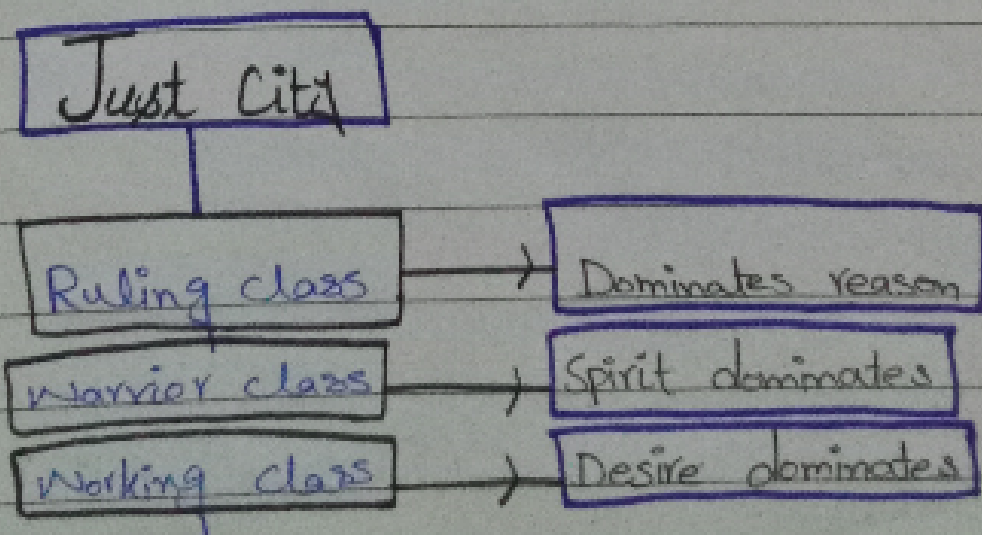 Just City
Ruling class
Dominates reason
Warrior class
Spirit dominates
Working class
Desire dominates